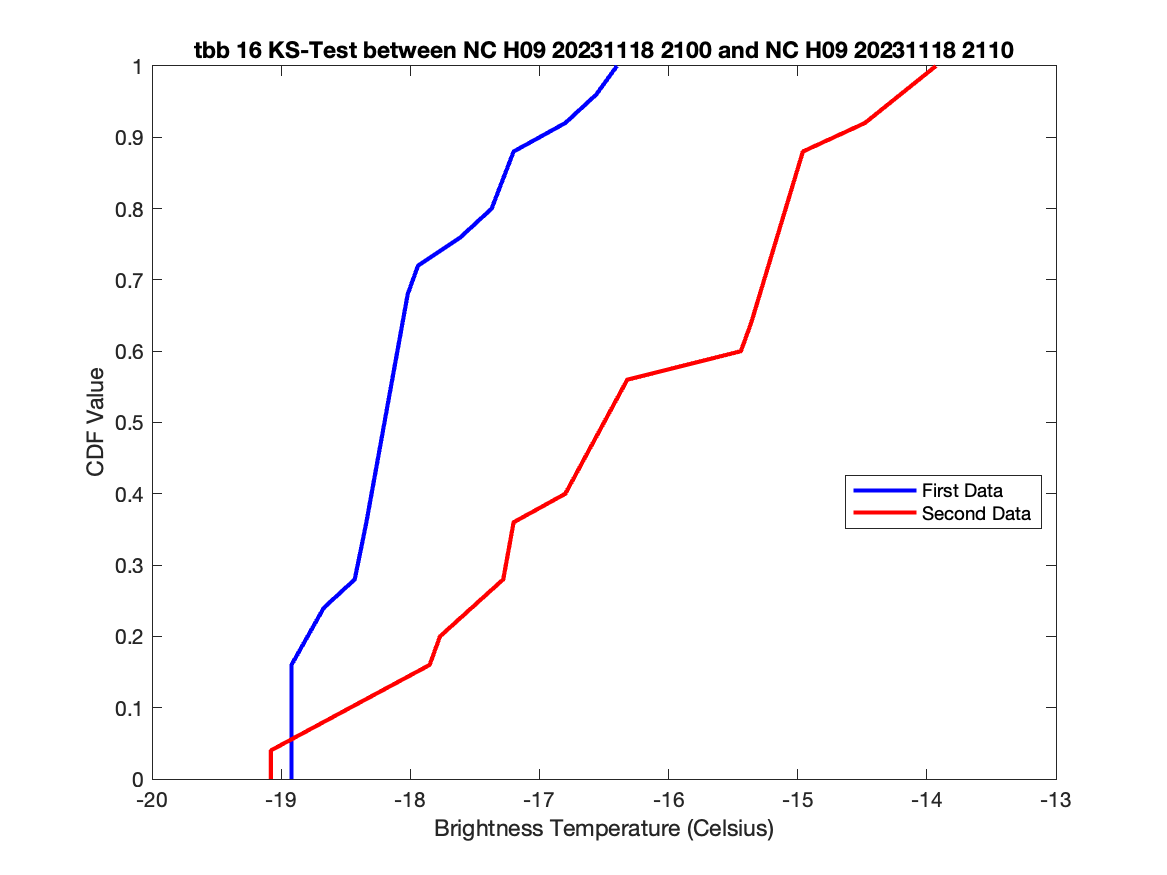 tbb 16 KS-Test between NC H09 20231118 2100 and NC H09 20231118 2110
1
0.9
0.8
0.7
0.6
0.5
0.4
0.3
0.2
0.1
0
CDF Value
First Data
Second Data
-20 -19 -18 -17 -16 -15 -14 -13
Brightness Temperature (Celsius)